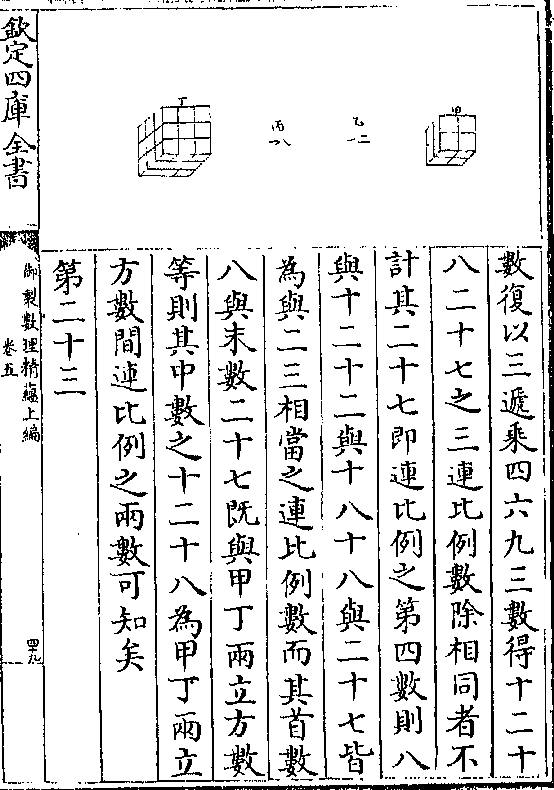 數復以三遞乘四六九三數得十二十
八二十七之三連比例數除相同者不
計其二十七即連比例之第四數則八
與十二十二與十八十八與二十七皆
為與二三相當之連比例數而其首數
八與末數二十七既與甲丁兩立方數
等則其中數之十二十八為甲丁兩立
方數間連比例之兩數可知矣
第二十三
甲
乙
一二
丙
一八
丁
欽定四庫全書
御製數理精蘊上編
卷五
四十九